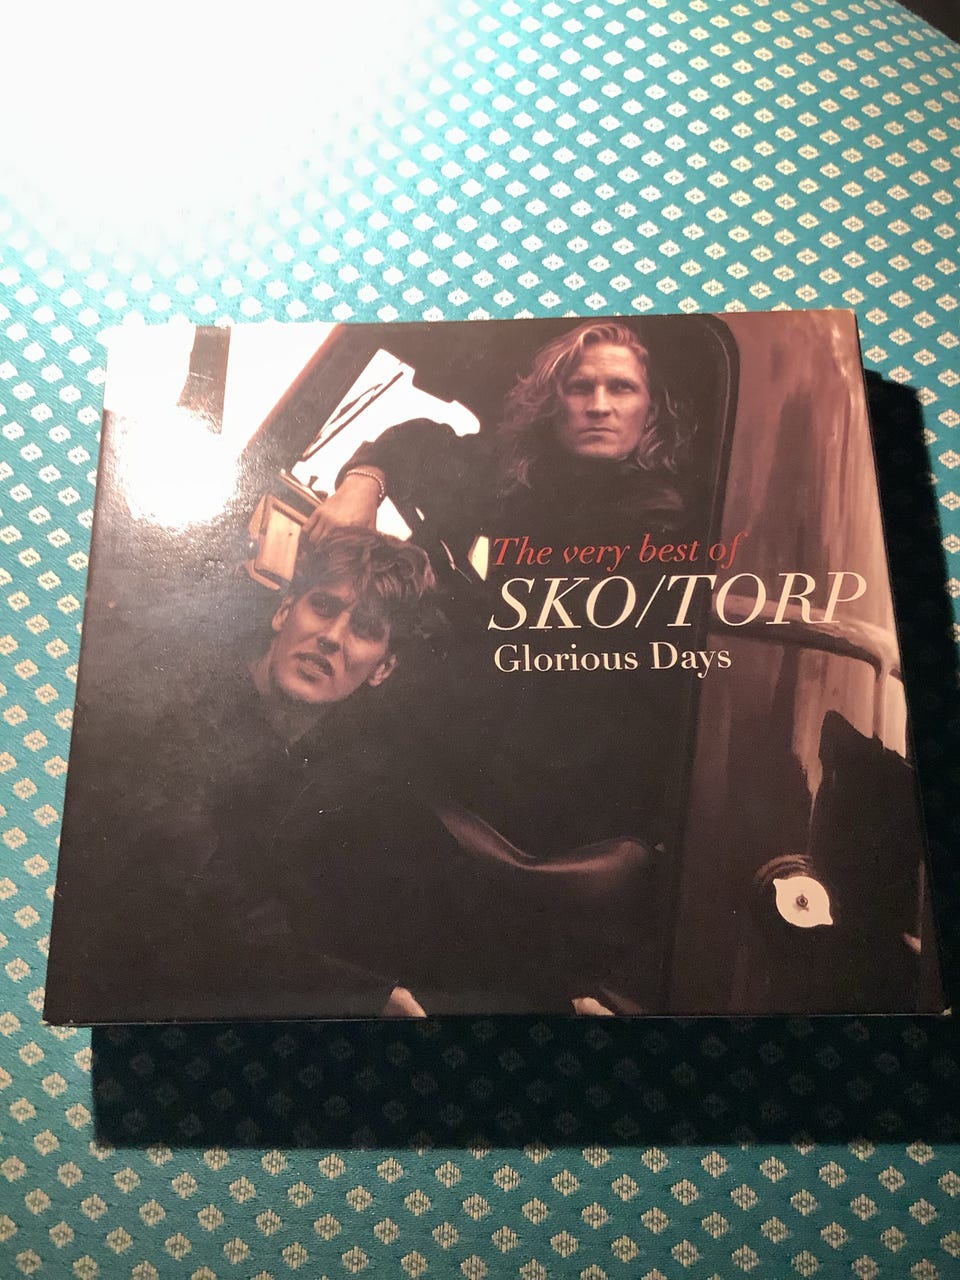 The very best of
SKO/TORP
Glorious Days